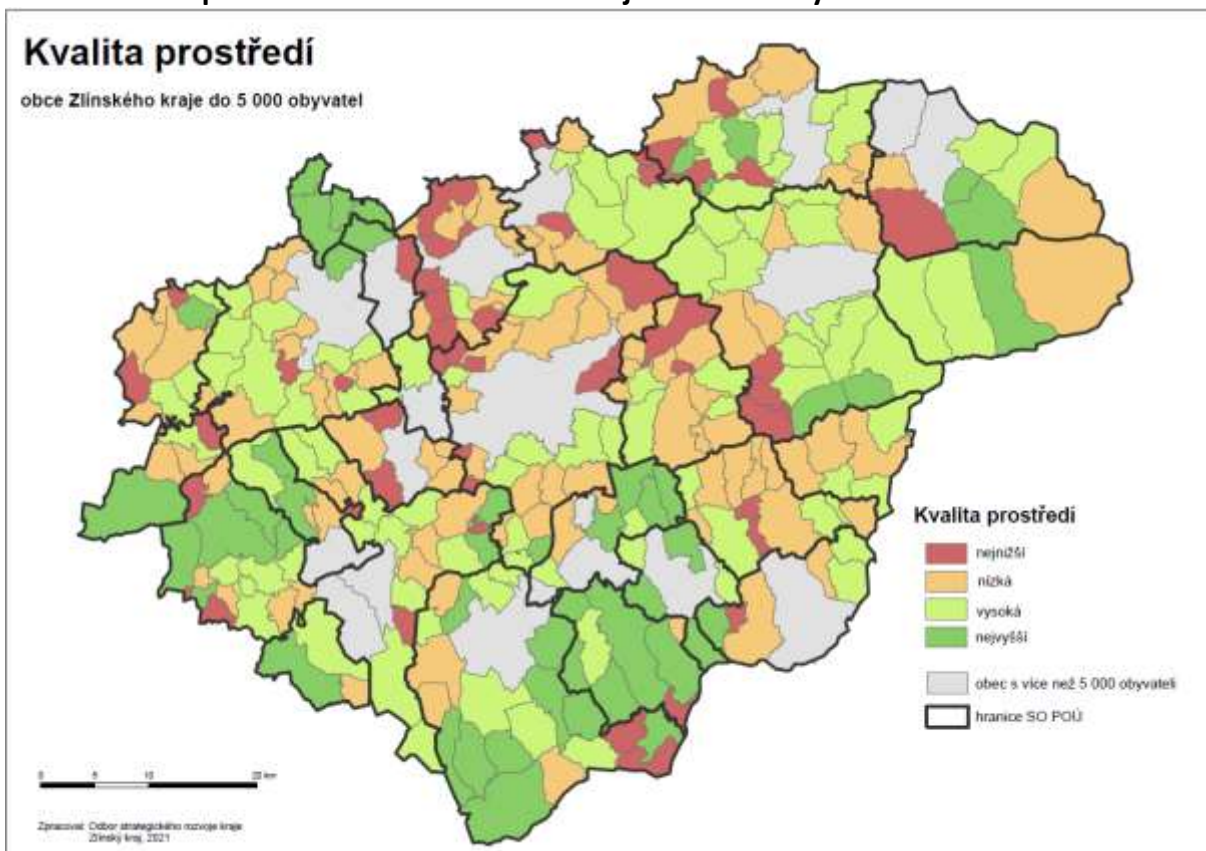 Kvalita prostředí
obce Zlínského kraje do 5 000 obyvatel
Kvalita prostředí
nejnižší
nízká
vysoká
nejvyšší
obec s více než 5 000 obyvateli
hranice SO POÚ
0 5 10 20 km
Zpracoval: Odbor strategického rozvoje kraje
Zlínský kraj, 2021